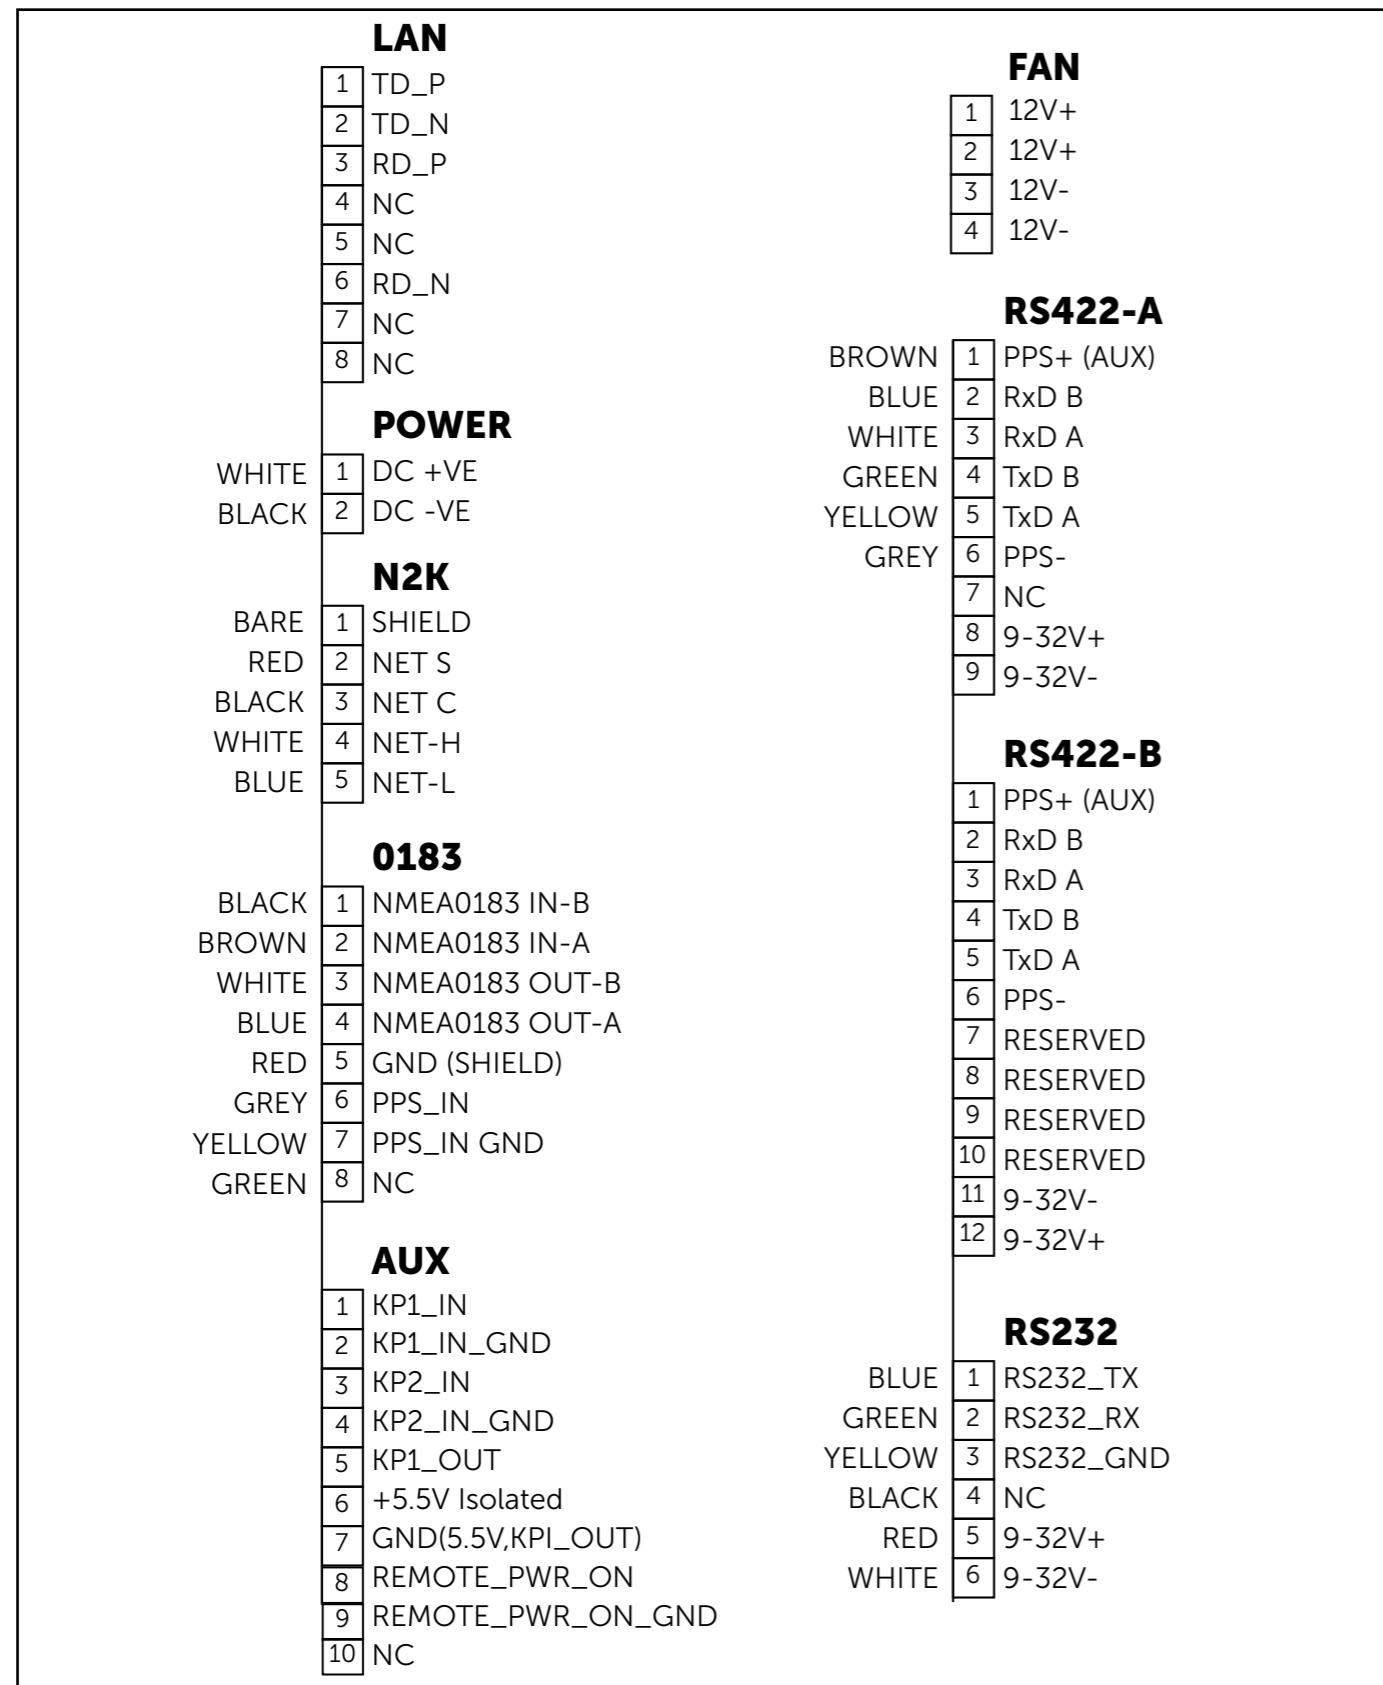 LAN
1 TD_P
2 TD_N
3 RD_P
4 NC
5 NC
6 RD_N
7 NC
8 NC
POWER
WHITE 1 DC +VE
BLACK 2 DC -VE
N2K
BARE 1 SHIELD
RED 2 NET S
BLACK 3 NET C
WHITE 4 NET-H
BLUE 5 NET-L
0183
BLACK 1 NMEA0183 IN-B
BROWN 2 NMEA0183 IN-A
WHITE 3 NMEA0183 OUT-B
BLUE 4 NMEA0183 OUT-A
RED 5 GND (SHIELD)
GREY 6 PPS_IN
YELLOW 7 PPS_IN GND
GREEN 8 NC
AUX
1 KP1_IN
2 KP1_IN_GND
3 KP2_IN
4 KP2_IN_GND
5 KP1_OUT
6 +5.5V Isolated
7 GND(5.5V,KPI_OUT)
8 REMOTE_PWR_ON
9 REMOTE_PWR_ON_GND
10 NC
FAN
1 12V+
2 12V+
3 12V-
4 12V-
RS422-A
BROWN 1 PPS+ (AUX)
BLUE 2 RxD B
WHITE 3 RxD A
GREEN 4 TxD B
YELLOW 5 TxD A
GREY 6 PPS-
7 NC
8 9-32V+
9 9-32V-
RS422-B
1 PPS+ (AUX)
2 RxD B
3 RxD A
4 TxD B
5 TxD A
6 PPS-
7 RESERVED
8 RESERVED
9 RESERVED
10 RESERVED
11 9-32V-
12 9-32V+
RS232
BLUE 1 RS232_TX
GREEN 2 RS232_RX
YELLOW 3 RS232_GND
BLACK 4 NC
RED 5 9-32V+
WHITE 6 9-32V-